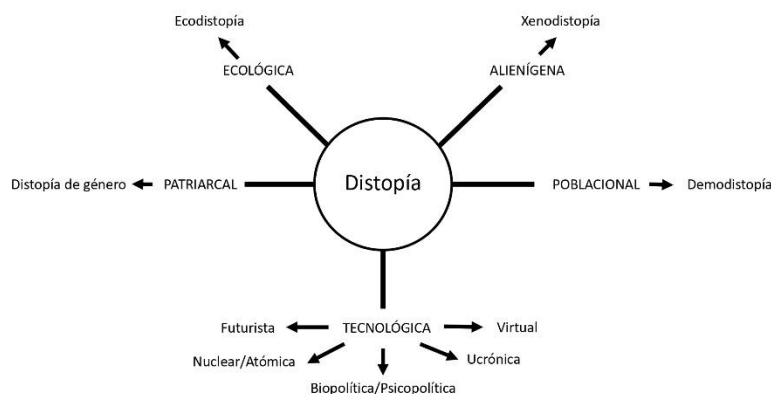 Ecodistopía
Xenodistopía
ECOLÓGICA
ALIENÍGENA
Distopía de género
PATRIARCAL
Distopía
POBLACIONAL
Demodistopía
Futurista
TECNOLÓGICA
Virtual
Nuclear/Atómica
Ucrónica
Biopolítica/Psicopolítica